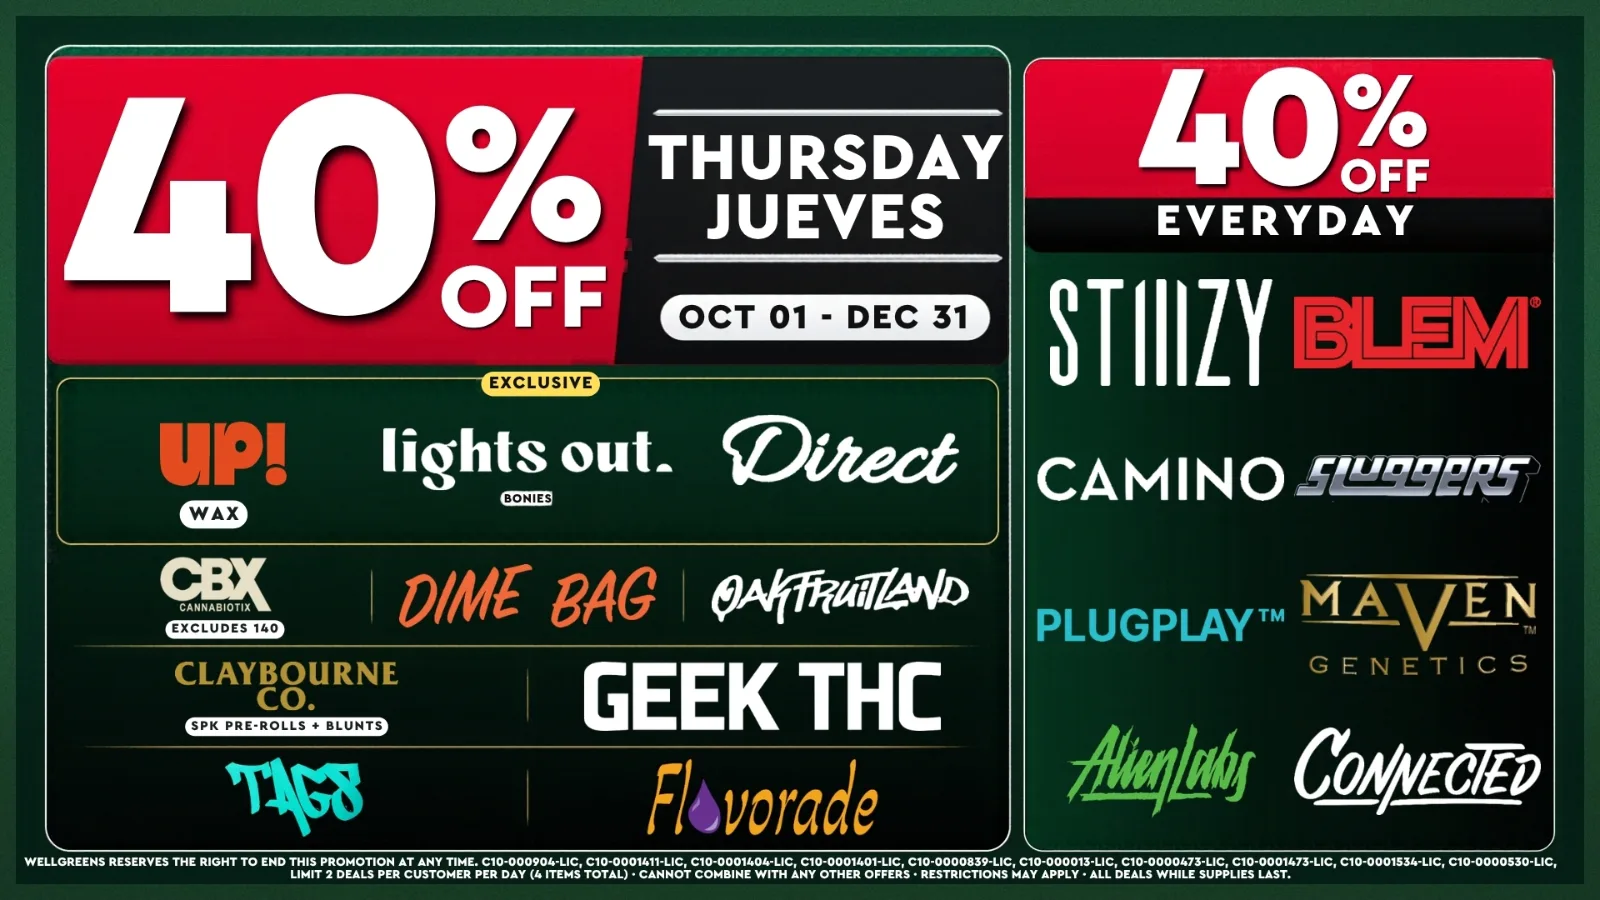 40% OFF
THURSDAY
JUEVES
OCT 01 - DEC 31
EXCLUSIVE
UP!
WAX
lights out.
BONIES
Direct
CBX
CANNABIOTIX
EXCLUDES 140
DIME BAG
OAKFRUITLAND
CLAYBOURNE
CO.
5PK PRE-ROLLS + BLUNTS
GEEK THC
TAGS
Flavorade
40% OFF
EVERYDAY
STIIIZY
BLEM®
CAMINO
SLUGGERS
PLUGPLAY™
MAVEN™
GENETICS
Alien Labs
CONNECTED
WELLGREENS RESERVES THE RIGHT TO END THIS PROMOTION AT ANY TIME. C10-000904-LIC, C10-0001411-LIC, C10-0001404-LIC, C10-0001401-LIC, C10-0000839-LIC, C10-000013-LIC, C10-0000473-LIC, C10-0001473-LIC, C10-0001534-LIC, C10-0000530-LIC,
LIMIT 2 DEALS PER CUSTOMER PER DAY (4 ITEMS TOTAL) • CANNOT COMBINE WITH ANY OTHER OFFERS • RESTRICTIONS MAY APPLY • ALL DEALS WHILE SUPPLIES LAST.